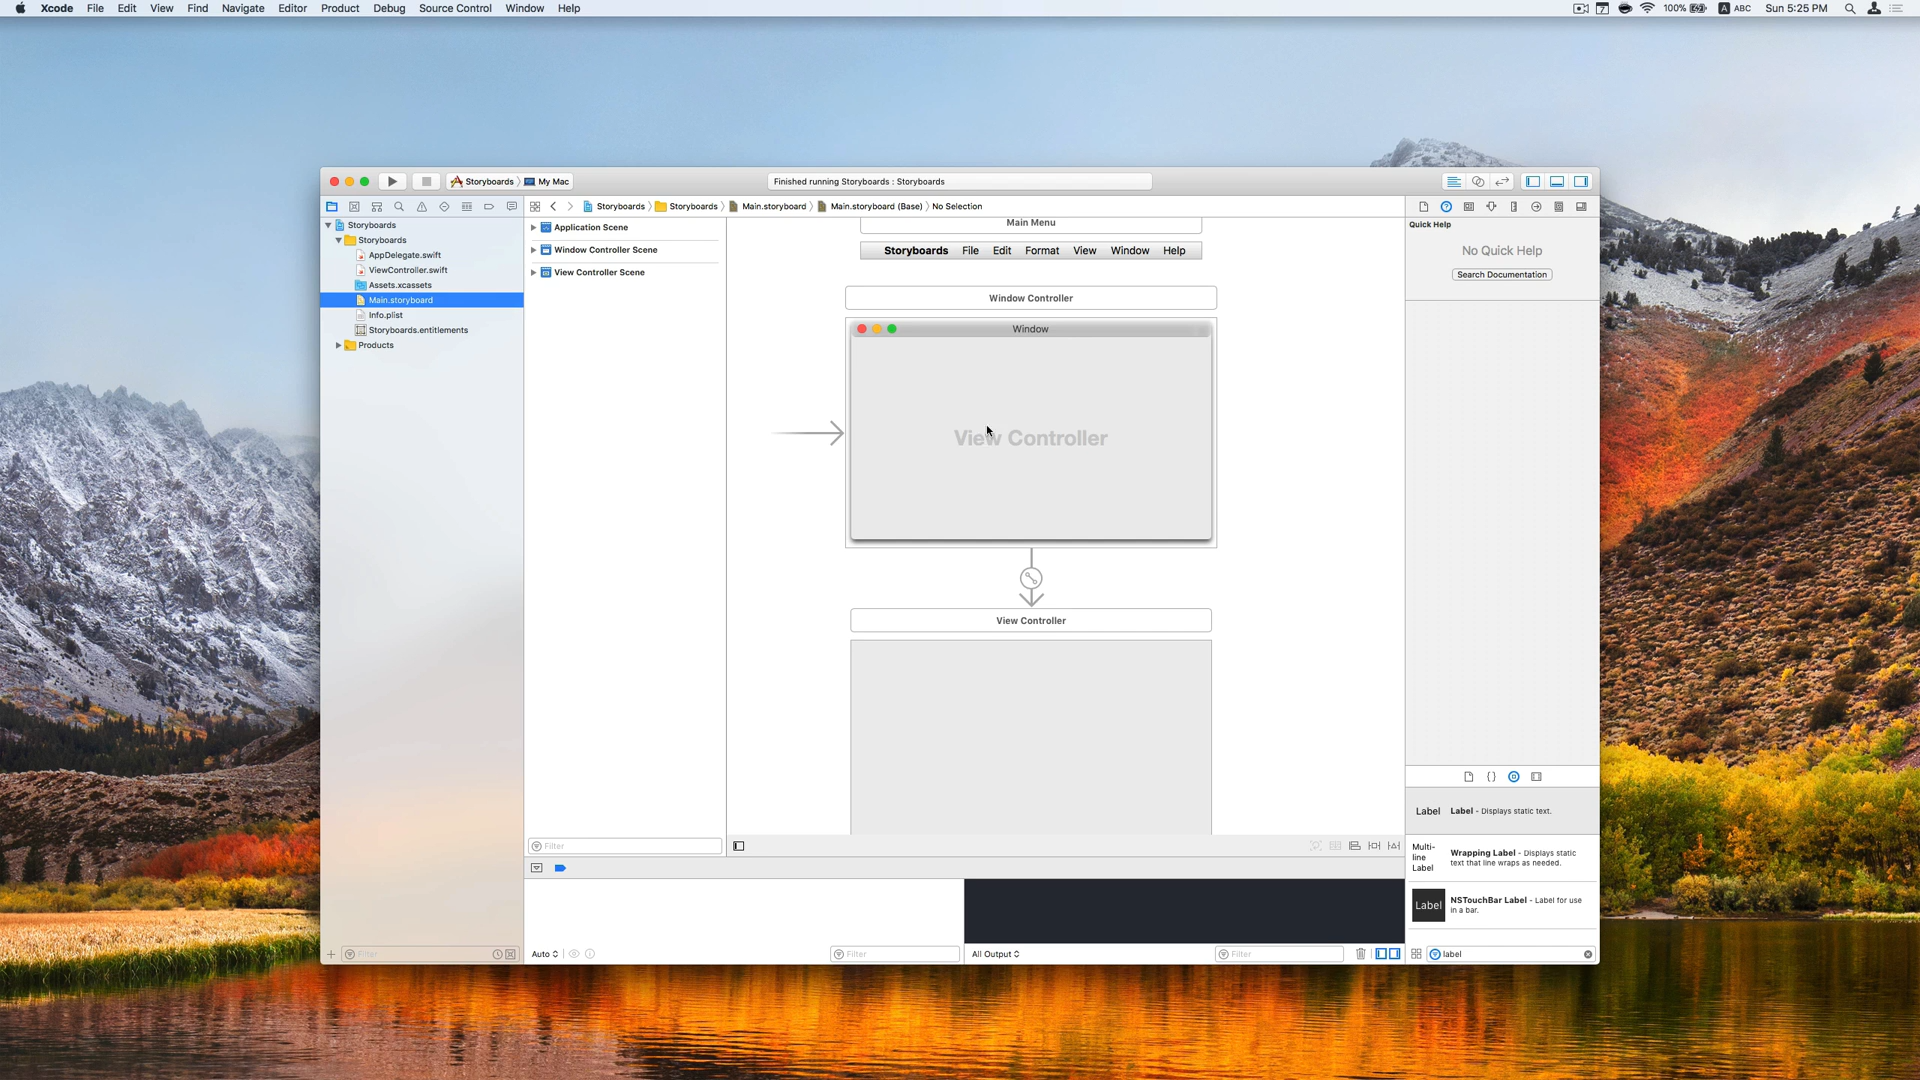 Xcode File Edit View Find Navigate Editor Product Debug Source Control Window Help
7 100% A ABC Sun 5:25 PM
Storyboards My Mac
Finished running Storyboards : Storyboards
Storyboards Storyboards Main.storyboard Main.storyboard (Base) No Selection
Storyboards
Storyboards
AppDelegate.swift
ViewController.swift
Assets.xcassets
Main.storyboard
Info.plist
Storyboards.entitlements
Products
Filter
Application Scene
Window Controller Scene
View Controller Scene
Filter
Main Menu
Storyboards File Edit Format View Window Help
Window Controller
Window
View Controller
View Controller
Auto
Filter
All Output
Filter
Quick Help
No Quick Help
Search Documentation
{}
Label
Label - Displays static text.
Multi-
line
Label
Wrapping Label - Displays static
text that line wraps as needed.
Label
NSTouchBar Label - Label for use
in a bar.
label